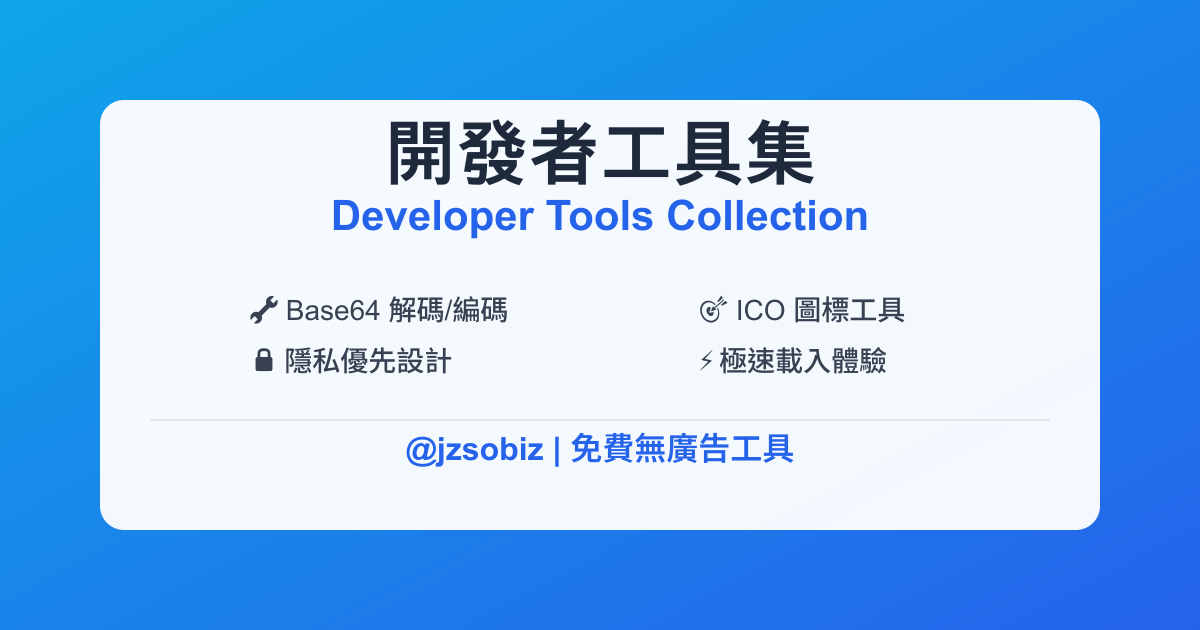 開發者工具集
Developer Tools Collection
Base64 解碼/編碼
ICO 圖標工具
隱私優先設計
⚡極速載入體驗
@jzsobiz | 免費無廣告工具